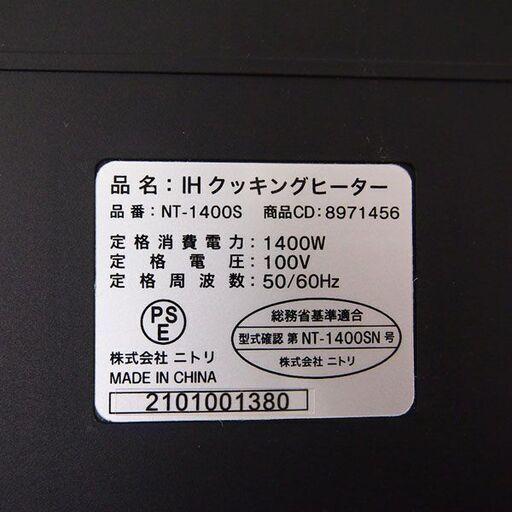 品 名：IH クッキングヒーター
品 番：NT-1400S 商品CD：8971456
定格消費電力：1400W
定 格 電 圧：100V
定格周波数：50/60Hz
PS
E
総務省基準適合
型式確認 第 NT-1400SN 号
株式会社 ニトリ
株式会社 ニトリ
MADE IN CHINA
2101001380